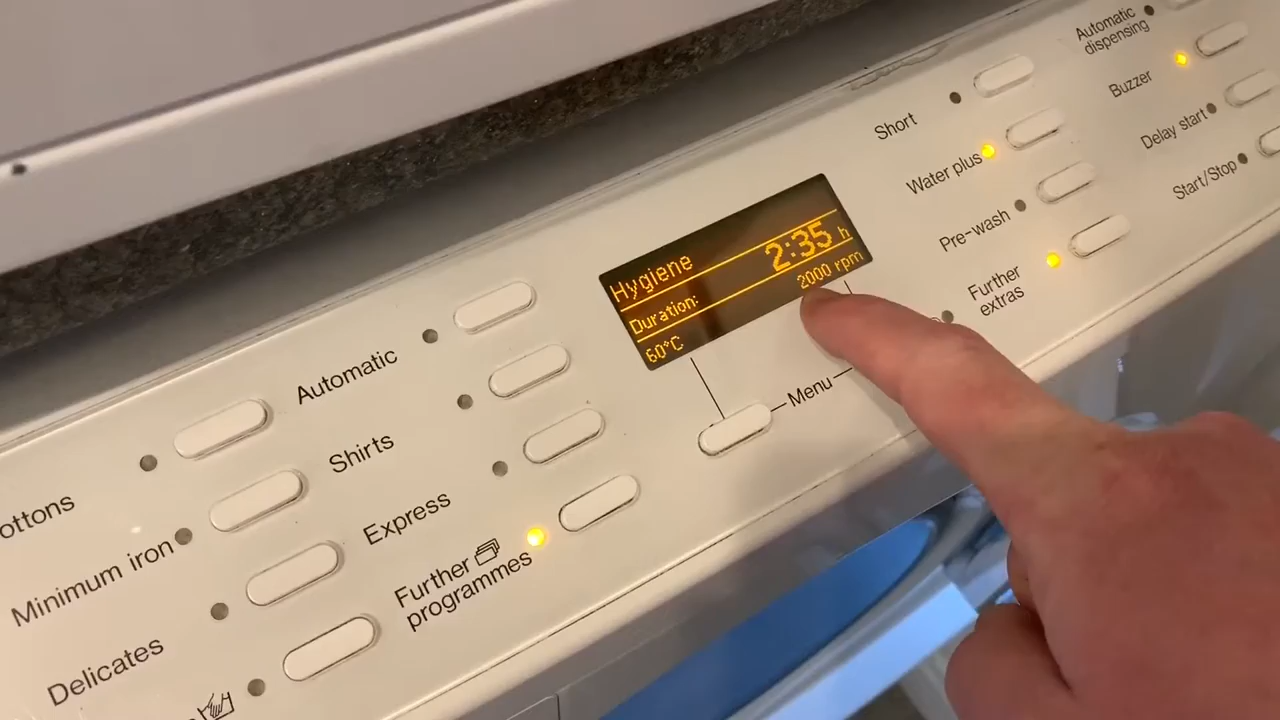 ottons
Minimum iron
Delicates
Automatic
Shirts
Express
Further
programmes
Hygiene
Duration: 2:35 h
60°C 2000 rpm
Menu
Short
Water plus
Pre-wash
Further
extras
Automatic
dispensing
Buzzer
Delay start
Start/Stop